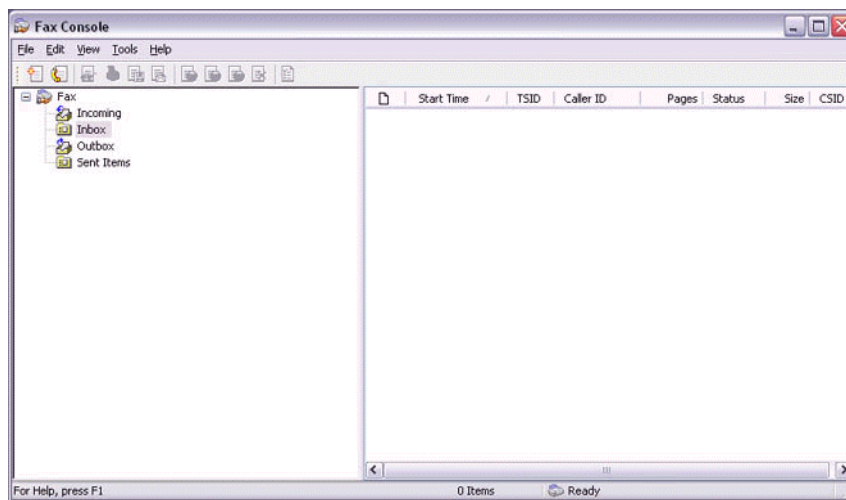 Fax Console
File Edit View Tools Help
Fax
Incoming
Inbox
Outbox
Sent Items
Start Time / TSID Caller ID Pages Status Size CSID
For Help, press F1 0 Items Ready